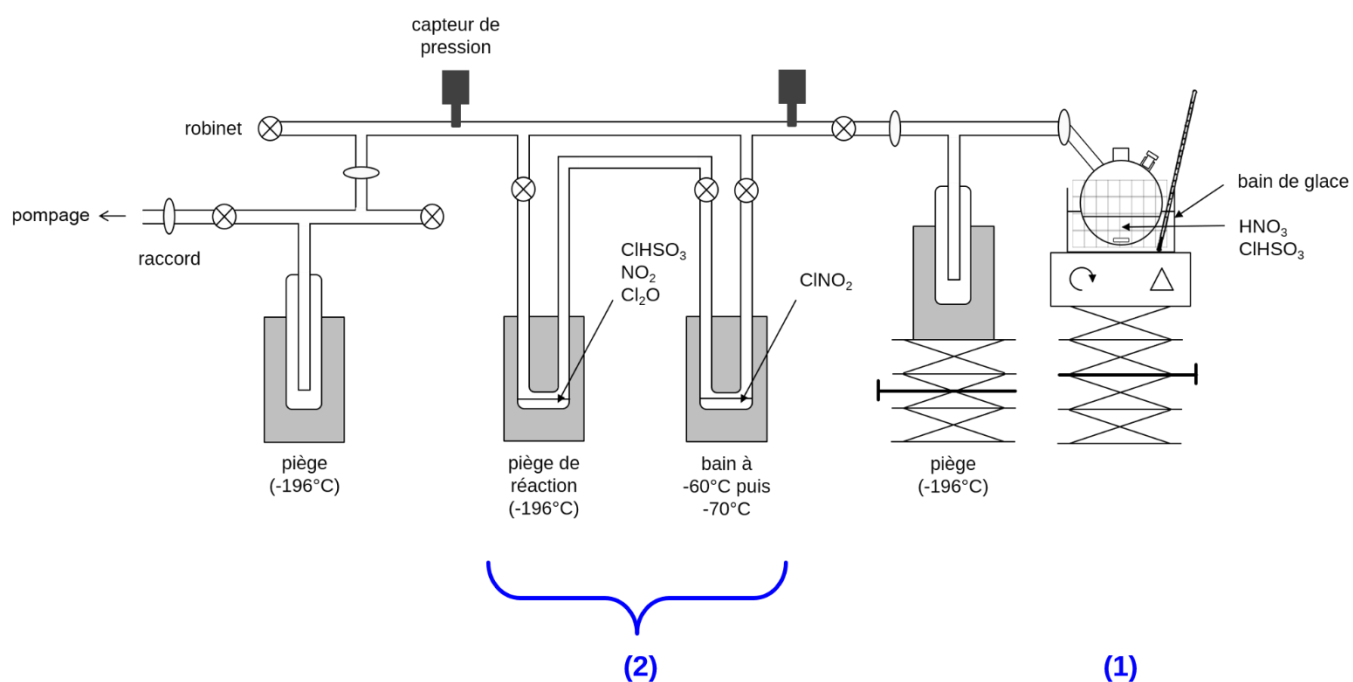 capteur de
pression
robinet
pompage
raccord
bain de glace
HNO₃
ClHSO₃
ClHSO₃
NO₂
Cl₂O
ClNO₂
piège
(-196°C)
piège de
réaction
(-196°C)
bain à
-60°C puis
-70°C
piège
(-196°C)
(2)
(1)